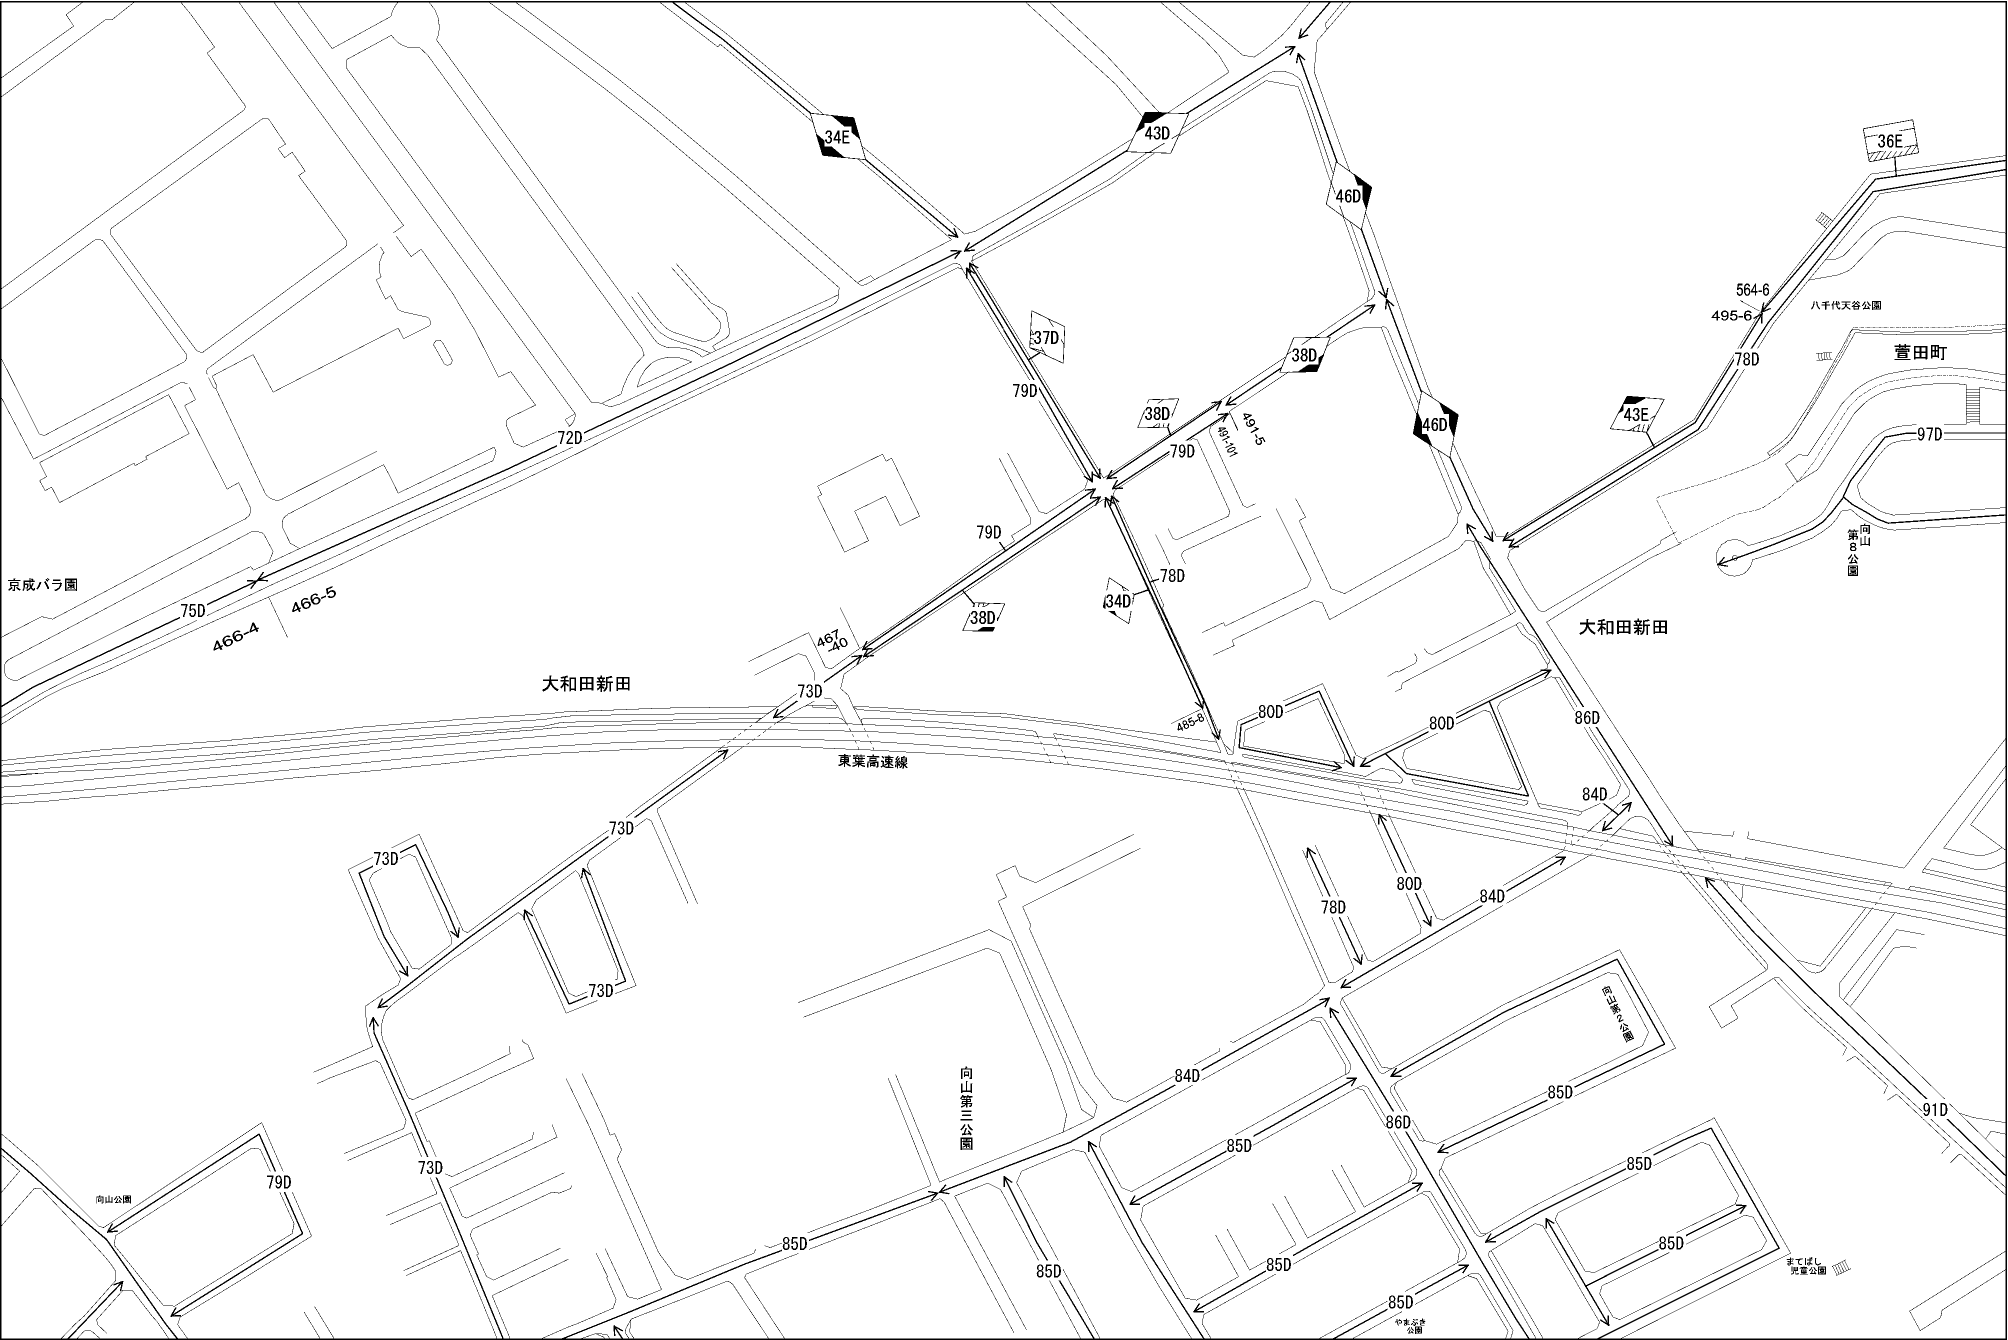 34E
43D
46D
36E
564-6
495-6
八千代天谷公園
萱田町
37D
38D
78D
79D
38D
43E
46D
491-5
491-101
79D
97D
72D
79D
向山
第8公園
京成バラ園
75D
466-5
466-4
78D
34D
38D
467
-40
大和田新田
大和田新田
73D
485-8
80D
80D
86D
東葉高速線
84D
73D
73D
80D
84D
78D
73D
向山第2公園
向山第三公園
84D
85D
86D
91D
85D
73D
85D
79D
向山公園
85D
85D
85D
85D
85D
まてばし
児童公園
やまぶき
公園